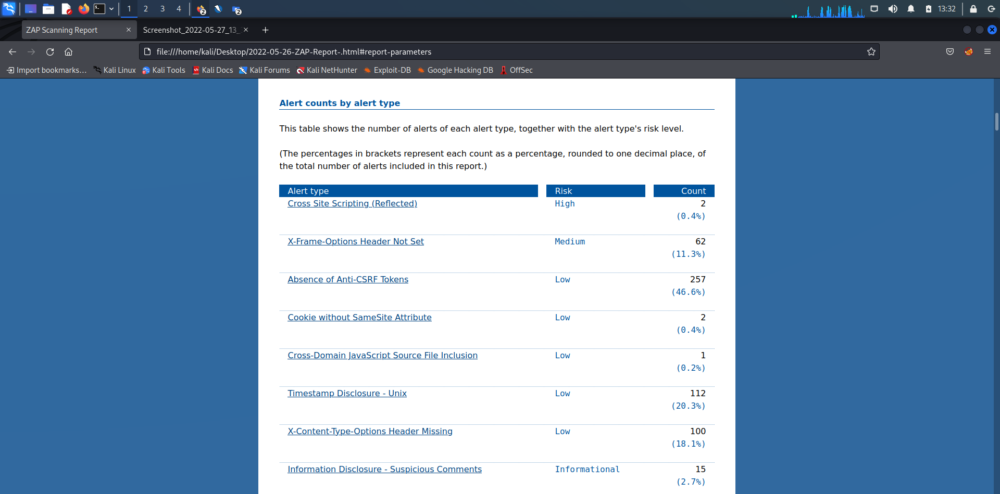 1 2 3 4 2 2 13:32
ZAP Scanning Report Screenshot_2022-05-27_13_
file:///home/kali/Desktop/2022-05-26-ZAP-Report-.html#report-parameters
Import bookmarks... Kali Linux Kali Tools Kali Docs Kali Forums Kali NetHunter Exploit-DB Google Hacking DB OffSec
Alert counts by alert type
This table shows the number of alerts of each alert type, together with the alert type's risk level.
(The percentages in brackets represent each count as a percentage, rounded to one decimal place, of
the total number of alerts included in this report.)
Alert type Risk Count
Cross Site Scripting (Reflected) High 2
(0.4%)
X-Frame-Options Header Not Set Medium 62
(11.3%)
Absence of Anti-CSRF Tokens Low 257
(46.6%)
Cookie without SameSite Attribute Low 2
(0.4%)
Cross-Domain JavaScript Source File Inclusion Low 1
(0.2%)
Timestamp Disclosure - Unix Low 112
(20.3%)
X-Content-Type-Options Header Missing Low 100
(18.1%)
Information Disclosure - Suspicious Comments Informational 15
(2.7%)